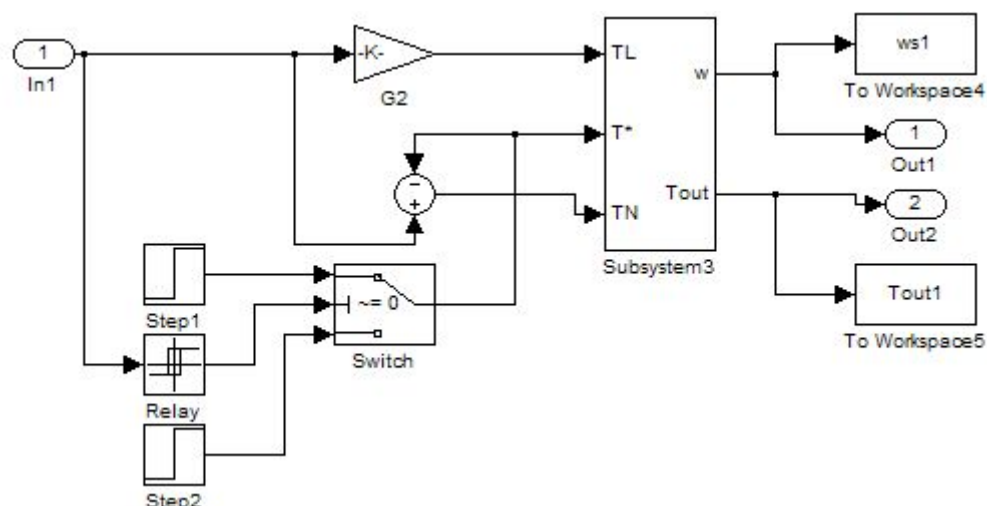 1
In1
-K-
G2
TL
T*
TN
w
Tout
Subsystem3
ws1
To Workspace4
1
Out1
2
Out2
Tout1
To Workspace5
−
+
Step1
Relay
Step2
~= 0
Switch